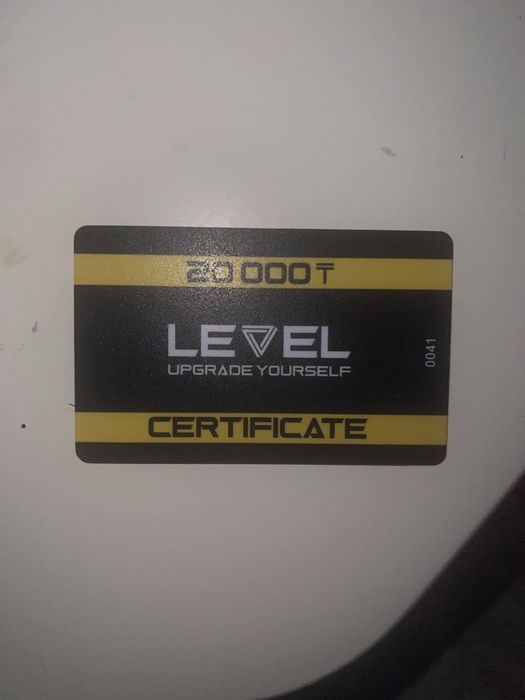 20 000 ₸
LEVEL
UPGRADE YOURSELF
0041
CERTIFICATE